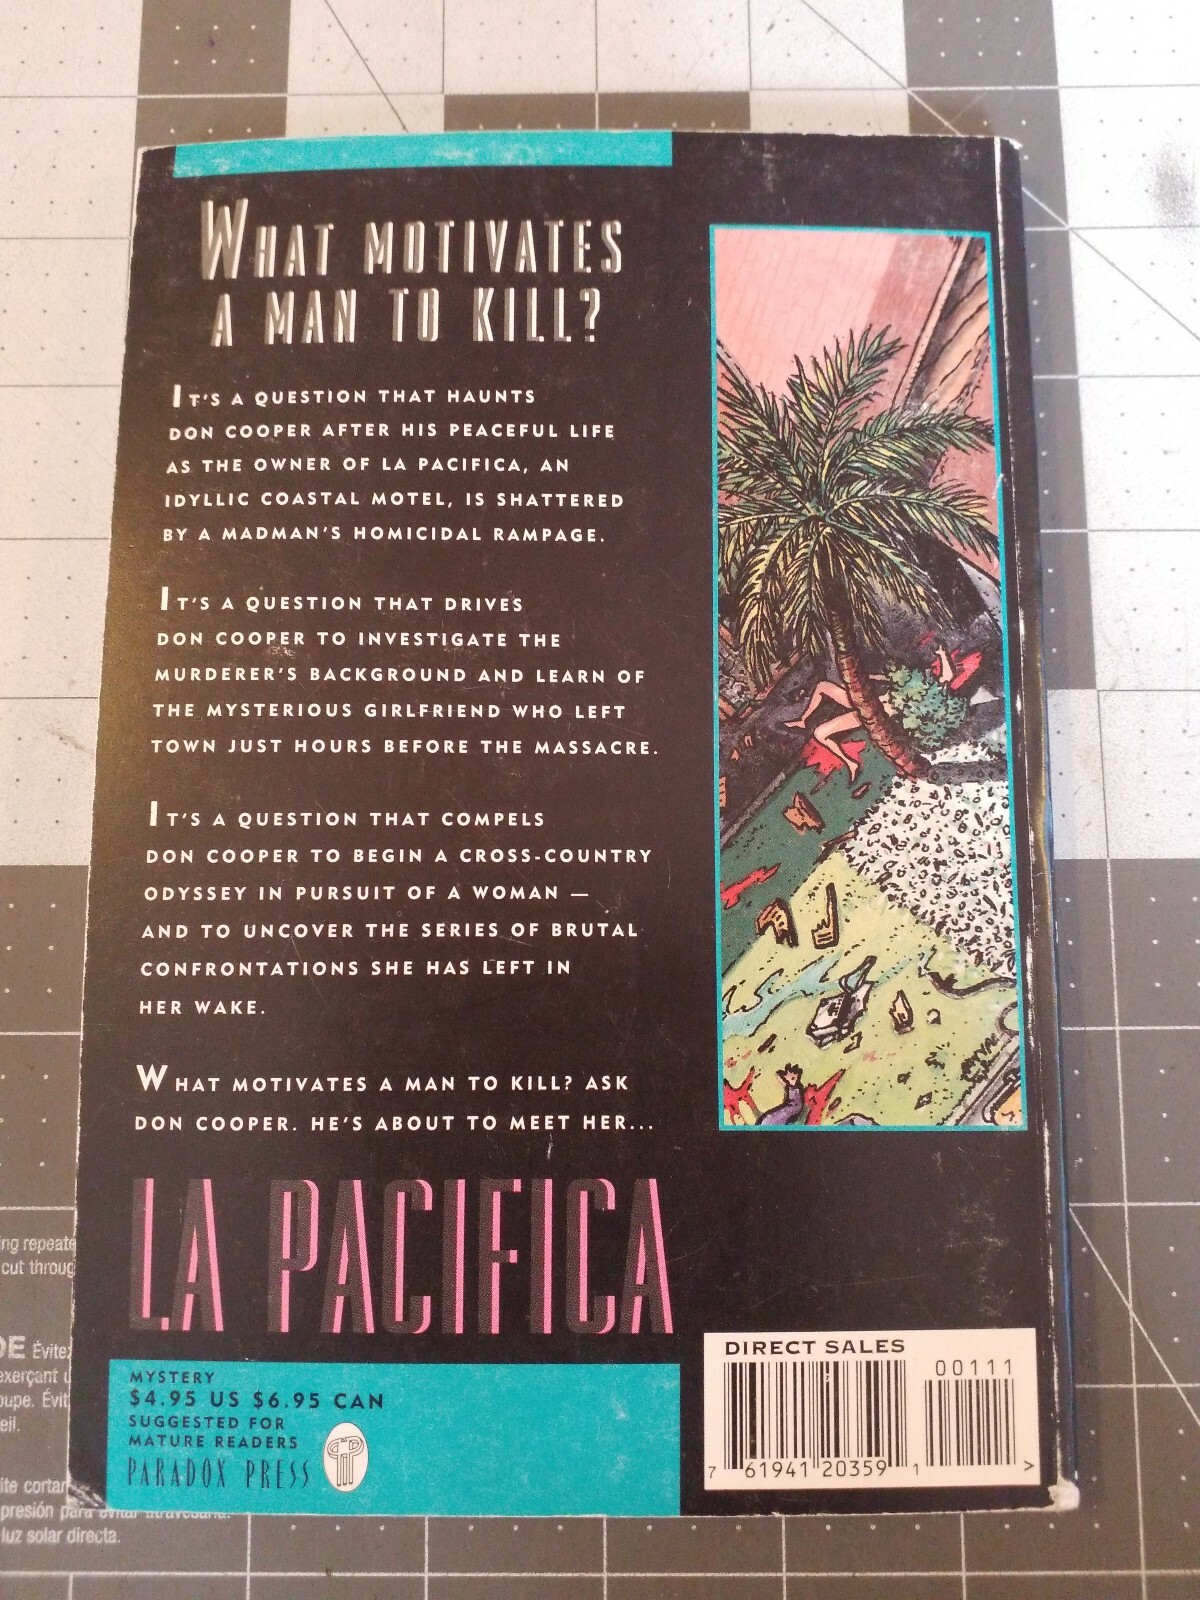 What motivates
a man to kill?
It's a question that haunts
Don Cooper after his peaceful life
as the owner of La Pacifica, an
idyllic coastal motel, is shattered
by a madman's homicidal rampage.
It's a question that drives
Don Cooper to investigate the
murderer's background and learn of
the mysterious girlfriend who left
town just hours before the massacre.
It's a question that compels
Don Cooper to begin a cross-country
odyssey in pursuit of a woman —
and to uncover the series of brutal
confrontations she has left in
her wake.
What motivates a man to kill? Ask
Don Cooper. He's about to meet her...
LA PACIFICA
MYSTERY
$4.95 US $6.95 CAN
SUGGESTED FOR
MATURE READERS
PARADOX PRESS
DIRECT SALES
00111
7 61941 20359 1 >
ing repeate
cut throug
DE Évite
exerçant
oupe. Évit
eil.
ite cortar
presión para evitar
luz solar directa.